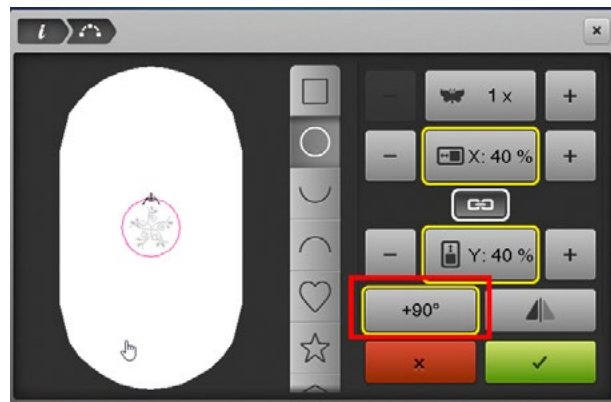 i
x
- 1 x +
- X: 40 % +
- Y: 40 % +
+90°
x